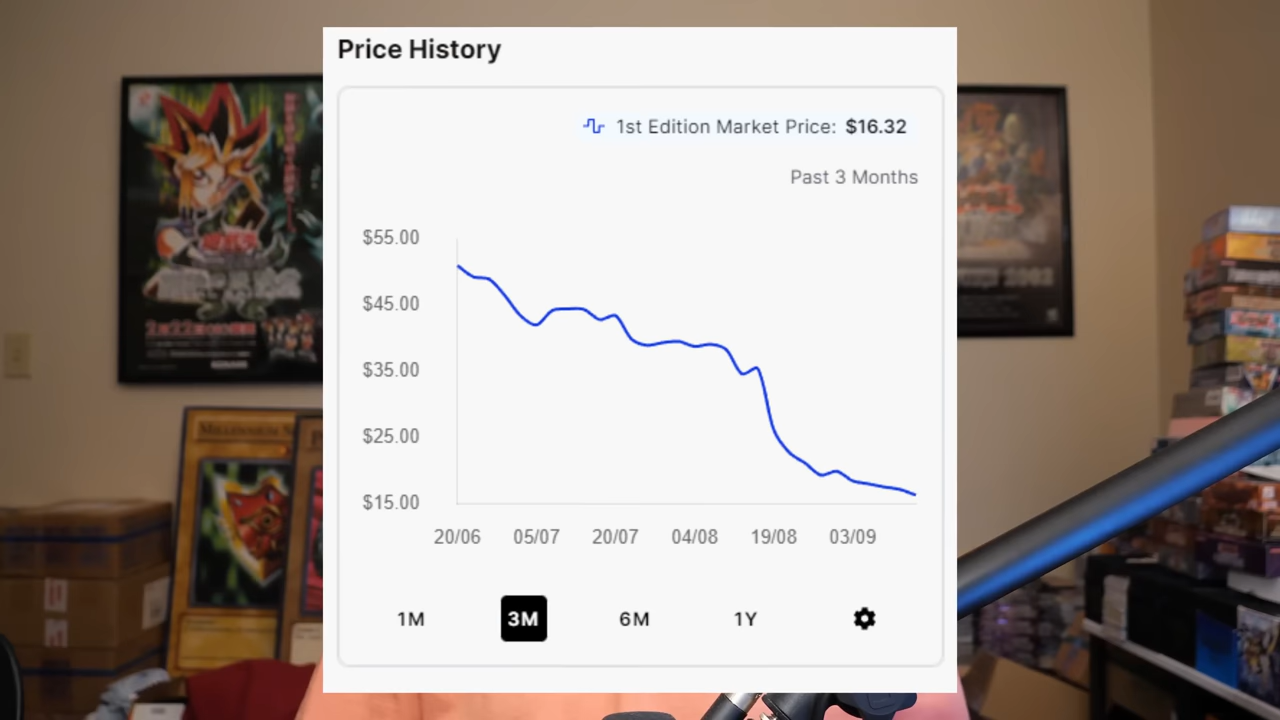 Price History
1st Edition Market Price: $16.32
Past 3 Months
$55.00
$45.00
$35.00
$25.00
$15.00
20/06 05/07 20/07 04/08 19/08 03/09
1M 3M 6M 1Y